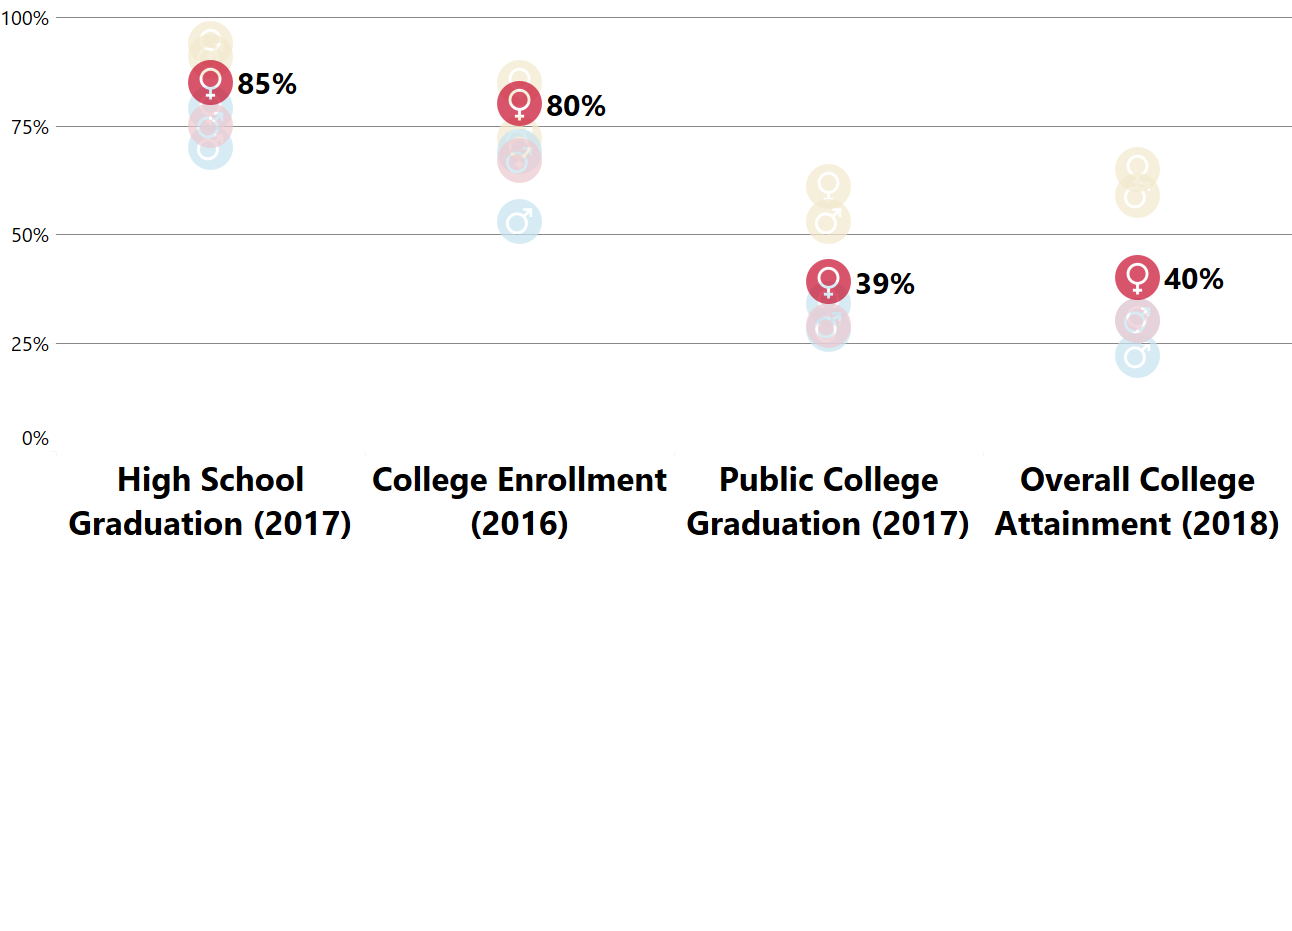 100%
85%
80%
75%
50%
39%
40%
25%
0%
High School
Graduation (2017)
College Enrollment
(2016)
Public College
Graduation (2017)
Overall College
Attainment (2018)